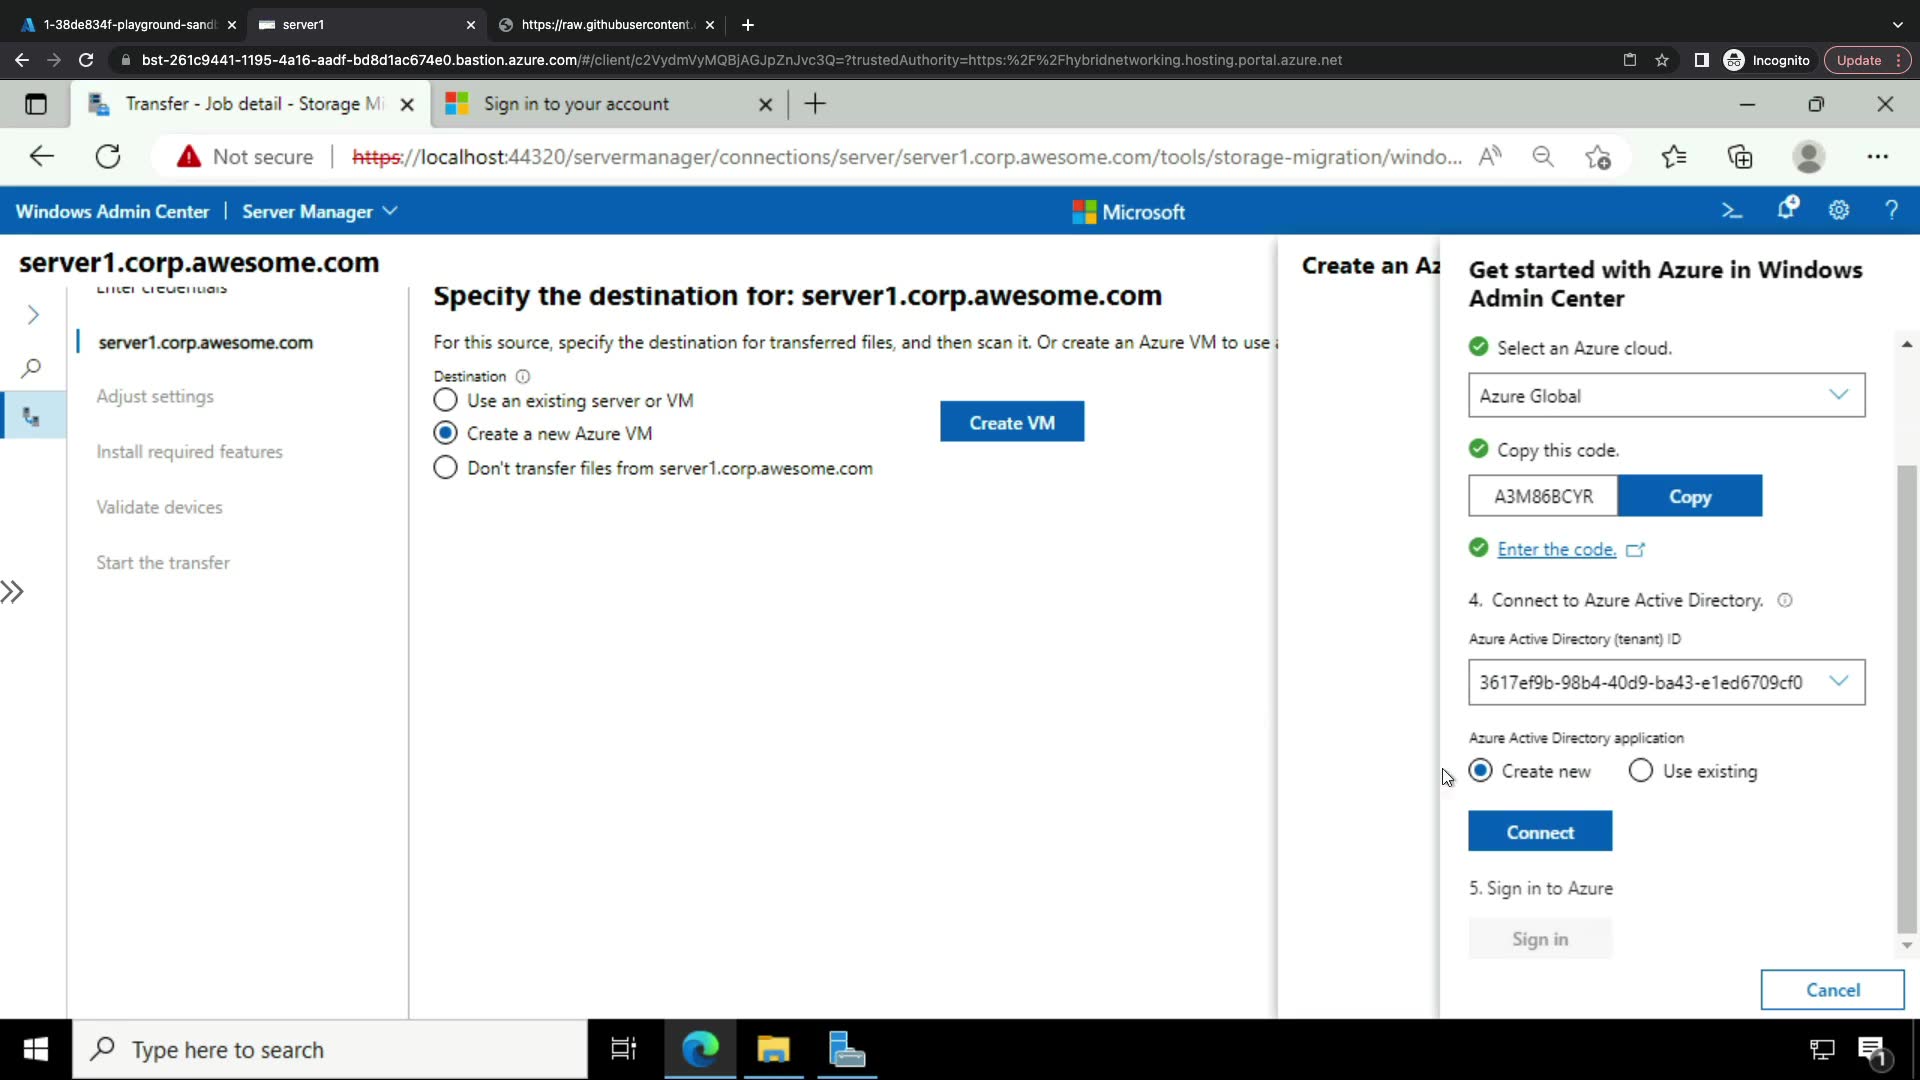 1-38de834f-playground-sand
server1
https://raw.githubusercontent.
bst-261c9441-1195-4a16-aadf-bd8d1ac674e0.bastion.azure.com/#/client/c2VydmVyMQBjAGJpZnJvc3Q=?trustedAuthority=https:%2F%2Fhybridnetworking.hosting.portal.azure.net
Incognito
Update
Transfer - Job detail - Storage Mi
Sign in to your account
Not secure
https://localhost:44320/servermanager/connections/server/server1.corp.awesome.com/tools/storage-migration/windo...
Windows Admin Center
Server Manager
Microsoft
4
server1.corp.awesome.com
Enter credentials
server1.corp.awesome.com
Adjust settings
Install required features
Validate devices
Start the transfer
Specify the destination for: server1.corp.awesome.com
For this source, specify the destination for transferred files, and then scan it. Or create an Azure VM to use
Destination
Use an existing server or VM
Create a new Azure VM
Don't transfer files from server1.corp.awesome.com
Create VM
Create an Az
Get started with Azure in Windows
Admin Center
Select an Azure cloud.
Azure Global
Copy this code.
A3M86BCYR
Copy
Enter the code.
4. Connect to Azure Active Directory.
Azure Active Directory (tenant) ID
3617ef9b-98b4-40d9-ba43-e1ed6709cf0
Azure Active Directory application
Create new
Use existing
Connect
5. Sign in to Azure
Sign in
Cancel
Type here to search
1